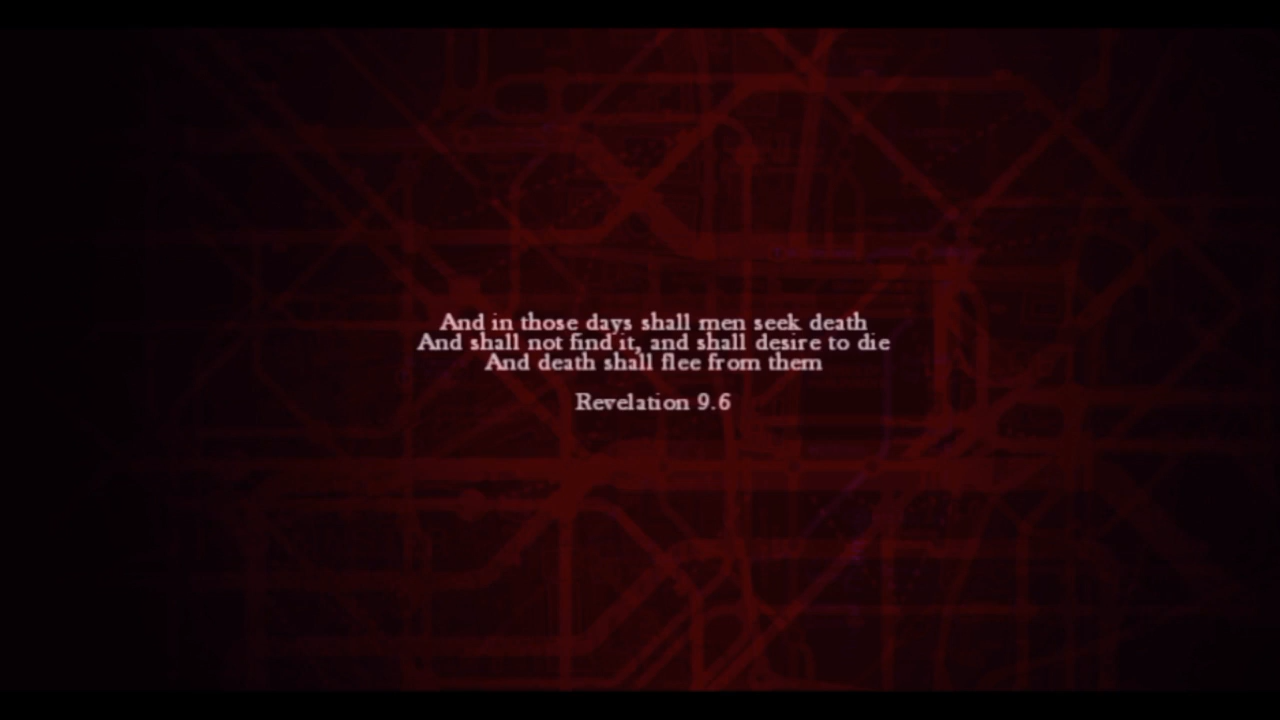 And in those days shall men seek death
And shall not find it, and shall desire to die
And death shall flee from them
Revelation 9.6